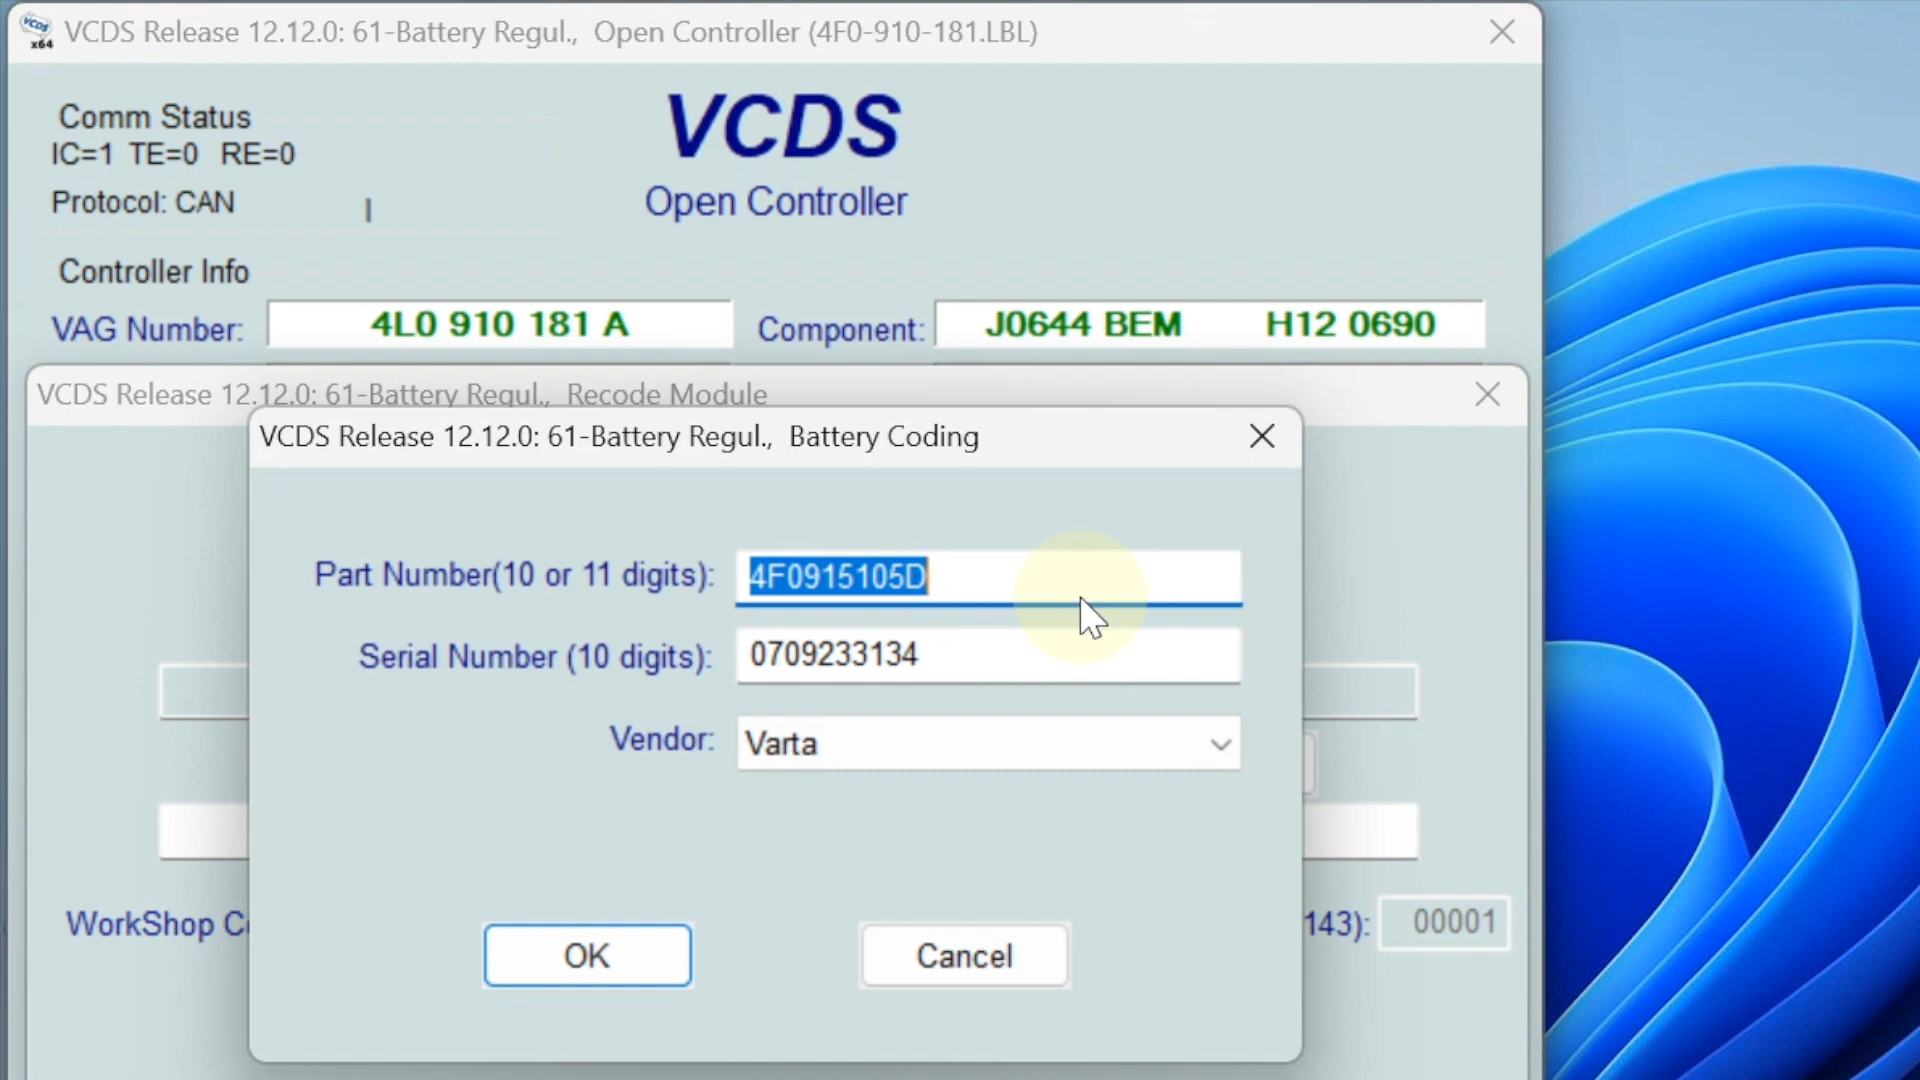 VCDS x64
VCDS Release 12.12.0: 61-Battery Regul., Open Controller (4F0-910-181.LBL)
Comm Status
IC=1 TE=0 RE=0
Protocol: CAN
VCDS
Open Controller
Controller Info
VAG Number: 4L0 910 181 A Component: J0644 BEM H12 0690
VCDS Release 12.12.0: 61-Battery Regul., Recode Module
VCDS Release 12.12.0: 61-Battery Regul., Battery Coding
Part Number(10 or 11 digits): 4F0915105D
Serial Number (10 digits): 0709233134
Vendor: Varta
WorkShop
143): 00001
OK Cancel